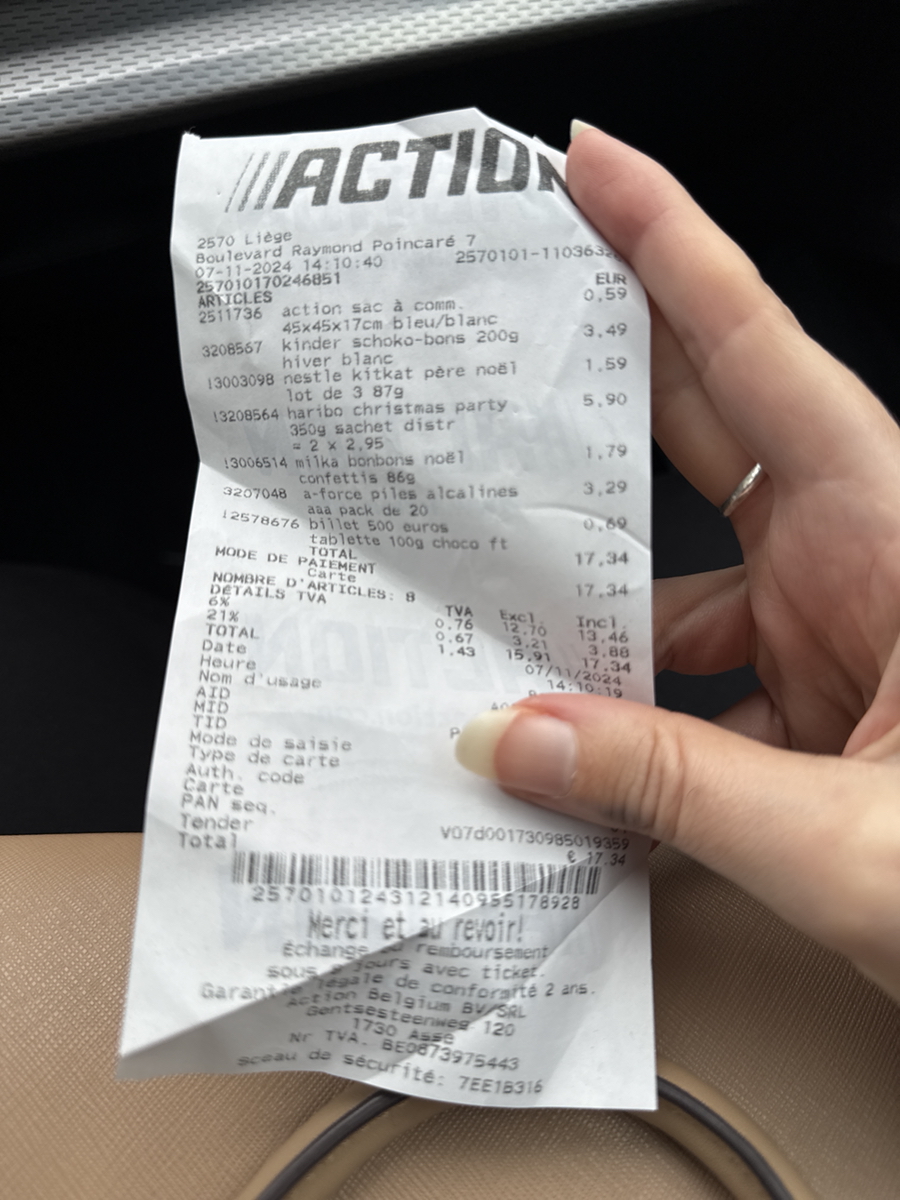 ///ACTION
2570 Liège
Boulevard Raymond Poincaré 7
07-11-2024 14:10:40 2570101-1103632
257010170246851
ARTICLES EUR
2511736 action sac à comm. 0,59
45x45x17cm bleu/blanc
3208567 kinder schoko-bons 200g 3,49
hiver blanc
13003098 nestle kitkat père noël 1,59
lot de 3 87g
13208564 haribo christmas party 5,90
350g sachet distr
= 2 x 2,95
13006514 milka bonbons noël 1,79
confettis 86g
3207048 a-force piles alcalines 3,29
aaa pack de 20
12578676 billet 500 euros 0,69
tablette 100g choco ft
TOTAL 17,34
MODE DE PAIEMENT
Carte 17,34
NOMBRE D'ARTICLES: 8
DÉTAILS TVA TVA Excl. Incl.
6% 0.76 12,70 13,46
21% 0.67 3,21 3,88
TOTAL 1.43 15,91 17,34
Date 07/11/2024
Heure 14:10:19
Nom d'usage
AID
MID
TID
Mode de saisie
Type de carte
Auth. code
Carte
PAN seq.
Tender V07d001730985019359
Total € 17.34
257010124312140955178928
Merci et au revoir!
Échange ou remboursement
sous jours avec ticket.
Garantie légale de conformité 2 ans.
Action Belgium BV/SRL
Gentsesteenweg 120
1730 Asse
Nr TVA. BE0873975443
sceau de sécurité: 7EE1B316